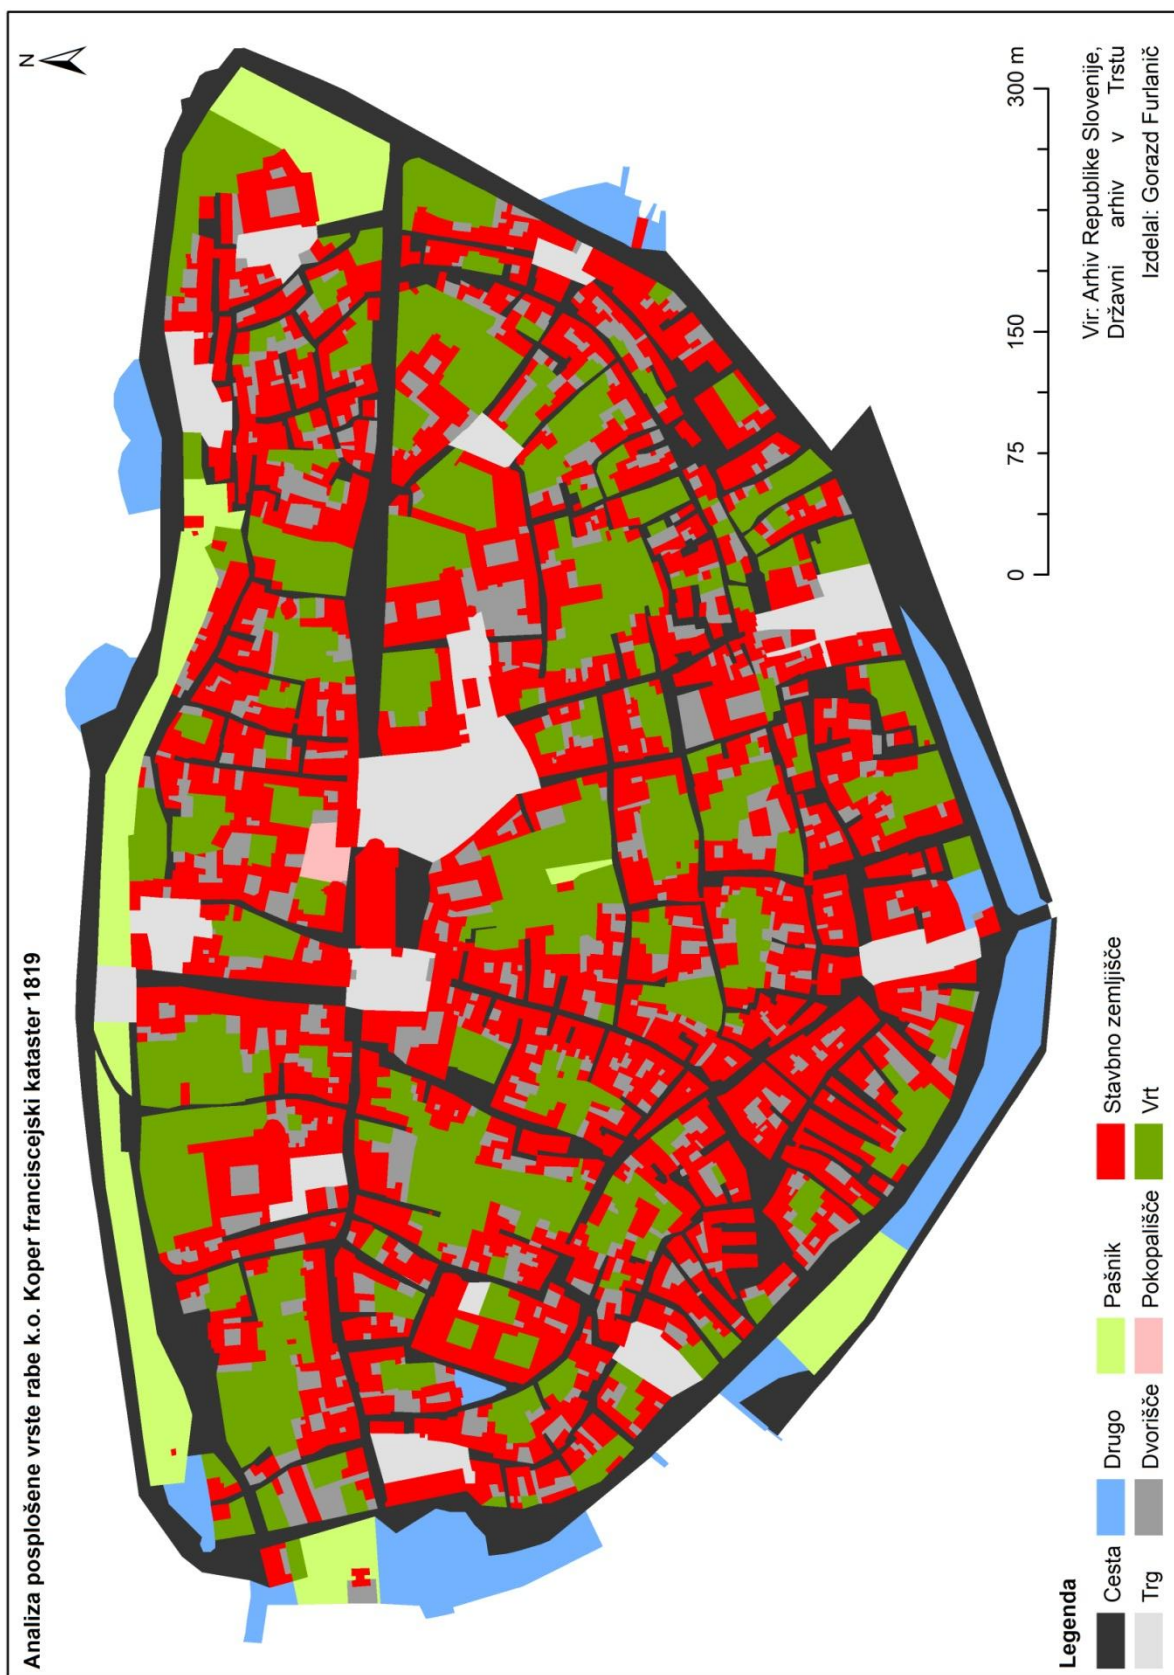 Analiza posplošene vrste rabe k.o. Koper franciscejski kataster 1819
N
0 75 150 300 m
Vir: Arhiv Republike Slovenije,
Državni arhiv v Trstu
Izdelal: Gorazd Furlanič
Legenda
Cesta Drugo Pašnik Stavbno zemljišče
Trg Dvorišče Pokopališče Vrt